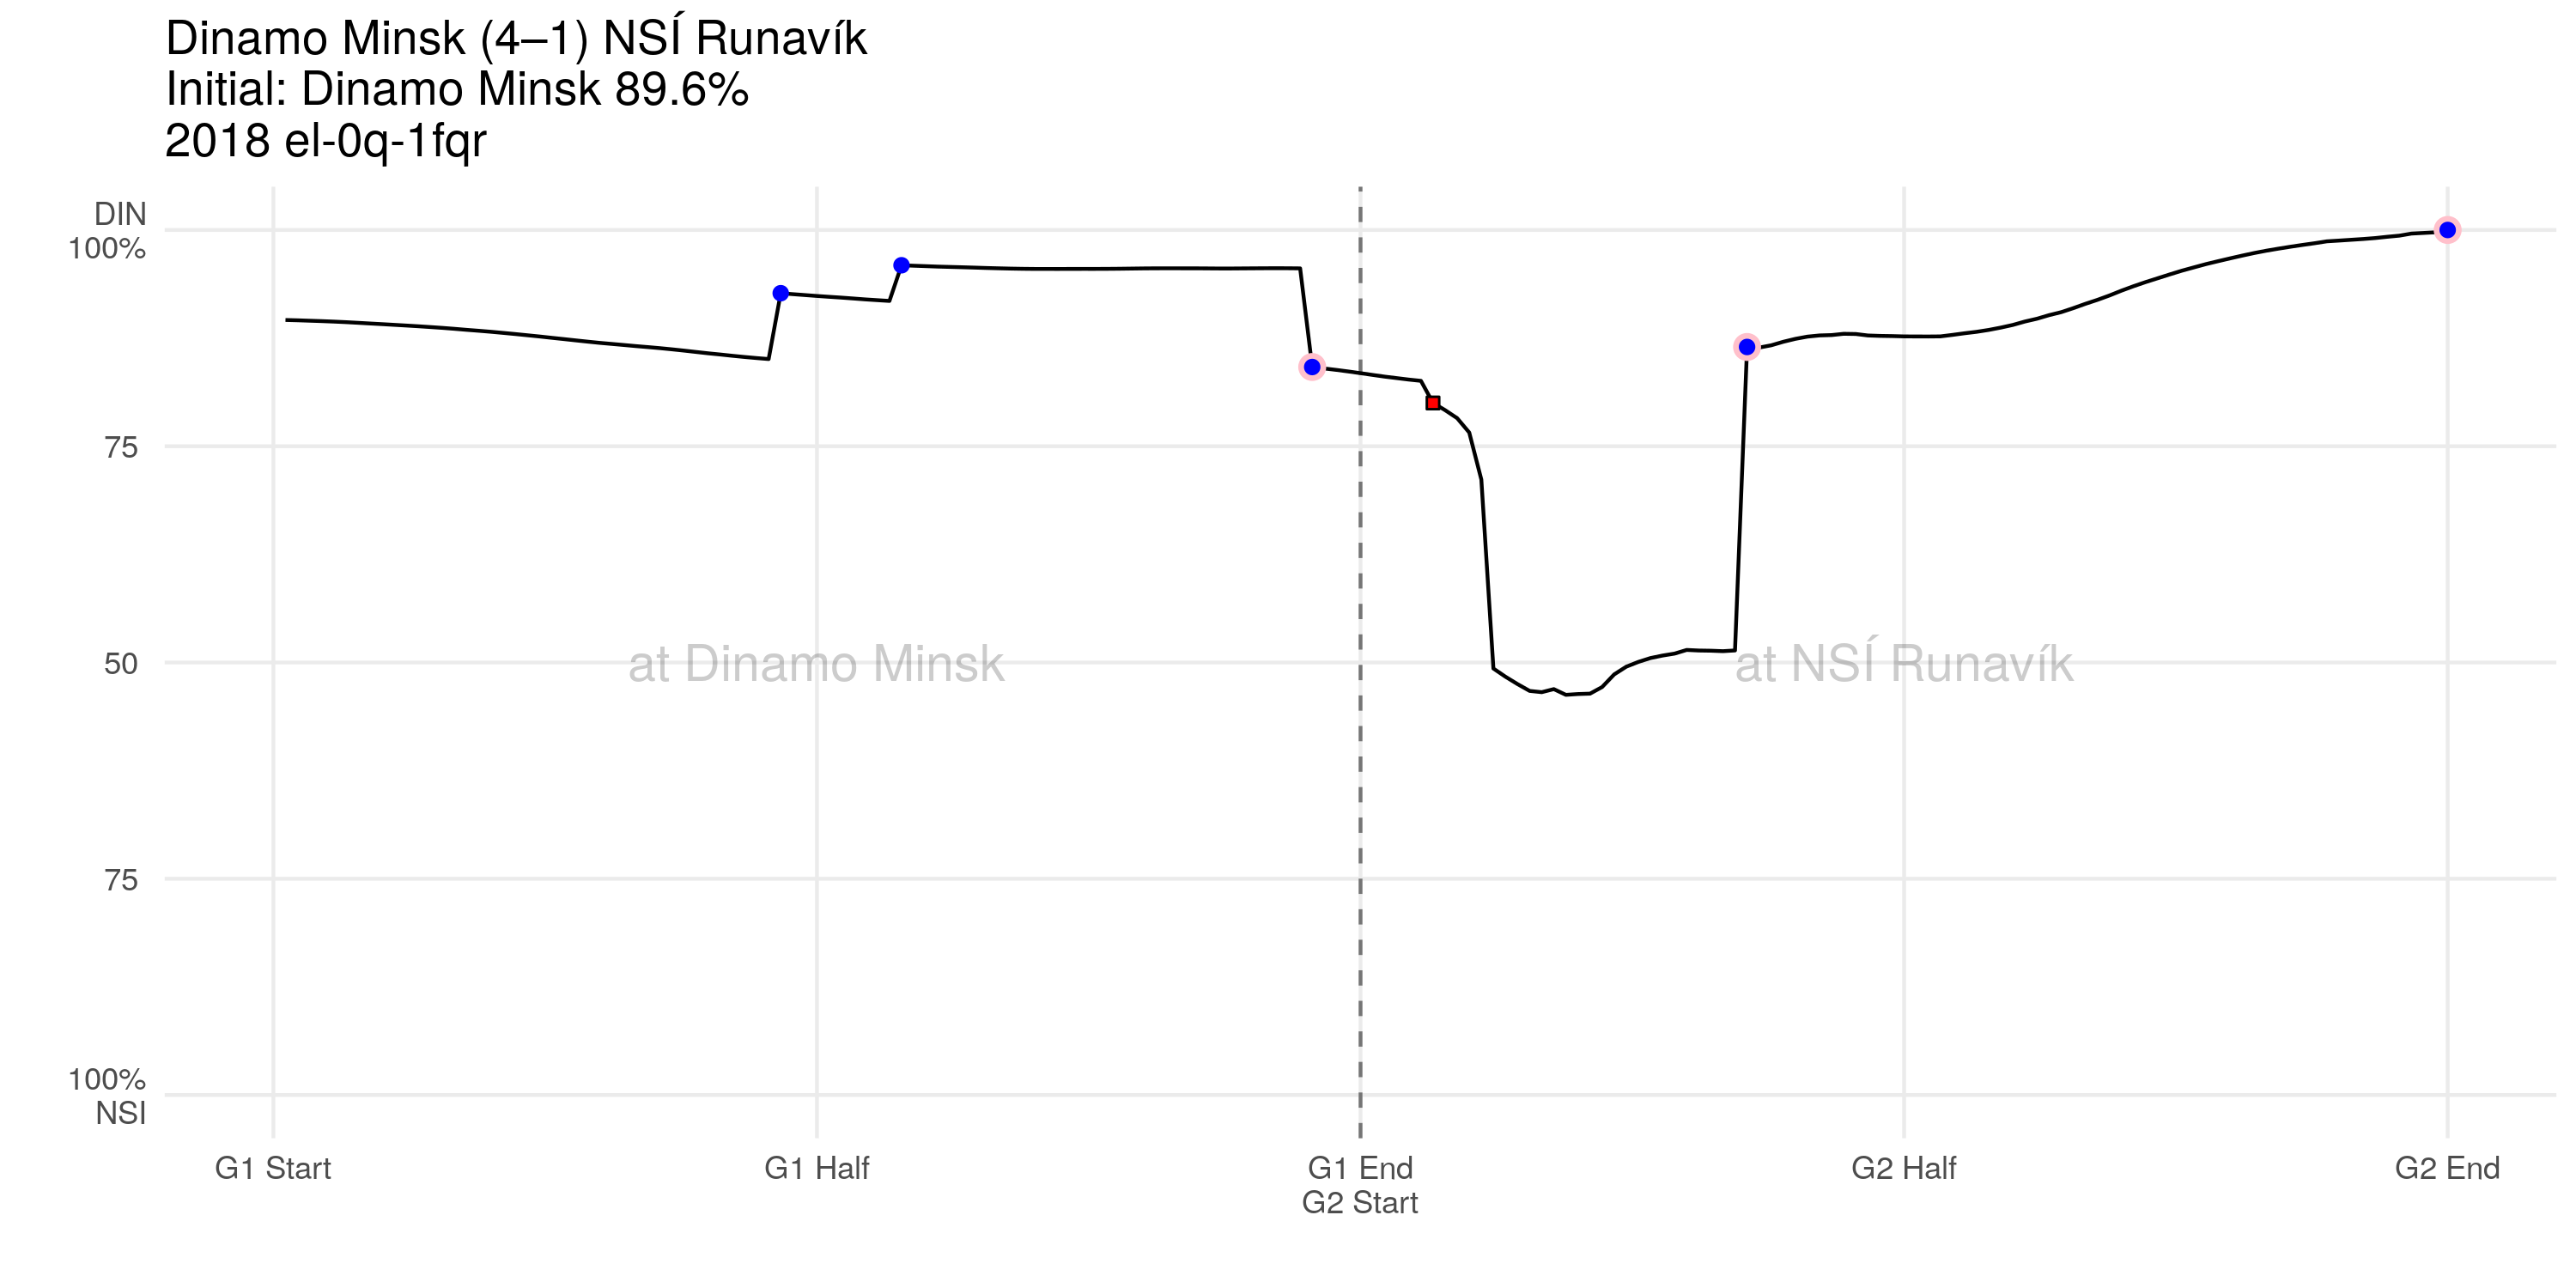 Dinamo Minsk (4–1) NSÍ Runavík
Initial: Dinamo Minsk 89.6%
2018 el-0q-1fqr
DIN
100%
75
50
75
100%
NSI
at Dinamo Minsk
at NSÍ Runavík
G1 Start
G1 Half
G1 End
G2 Start
G2 Half
G2 End